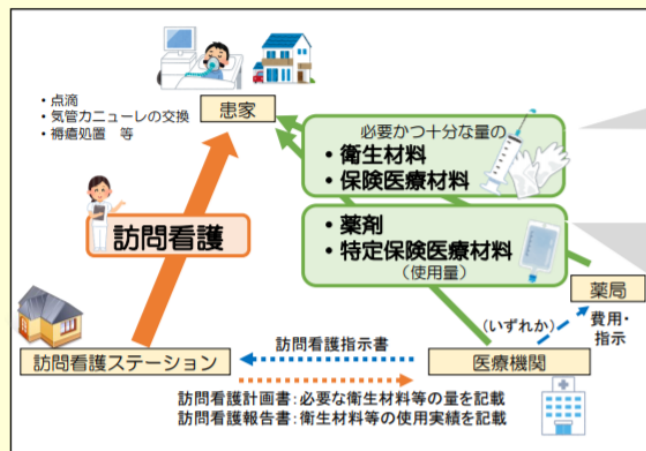 ・点滴
・気管カニューレの交換
・褥瘡処置 等
患家
必要かつ十分な量の
・衛生材料
・保険医療材料
訪問看護
・薬剤
・特定保険医療材料
(使用量)
薬局
(いずれか)
費用・
指示
訪問看護指示書
訪問看護ステーション
医療機関
訪問看護計画書:必要な衛生材料等の量を記載
訪問看護報告書:衛生材料等の使用実績を記載